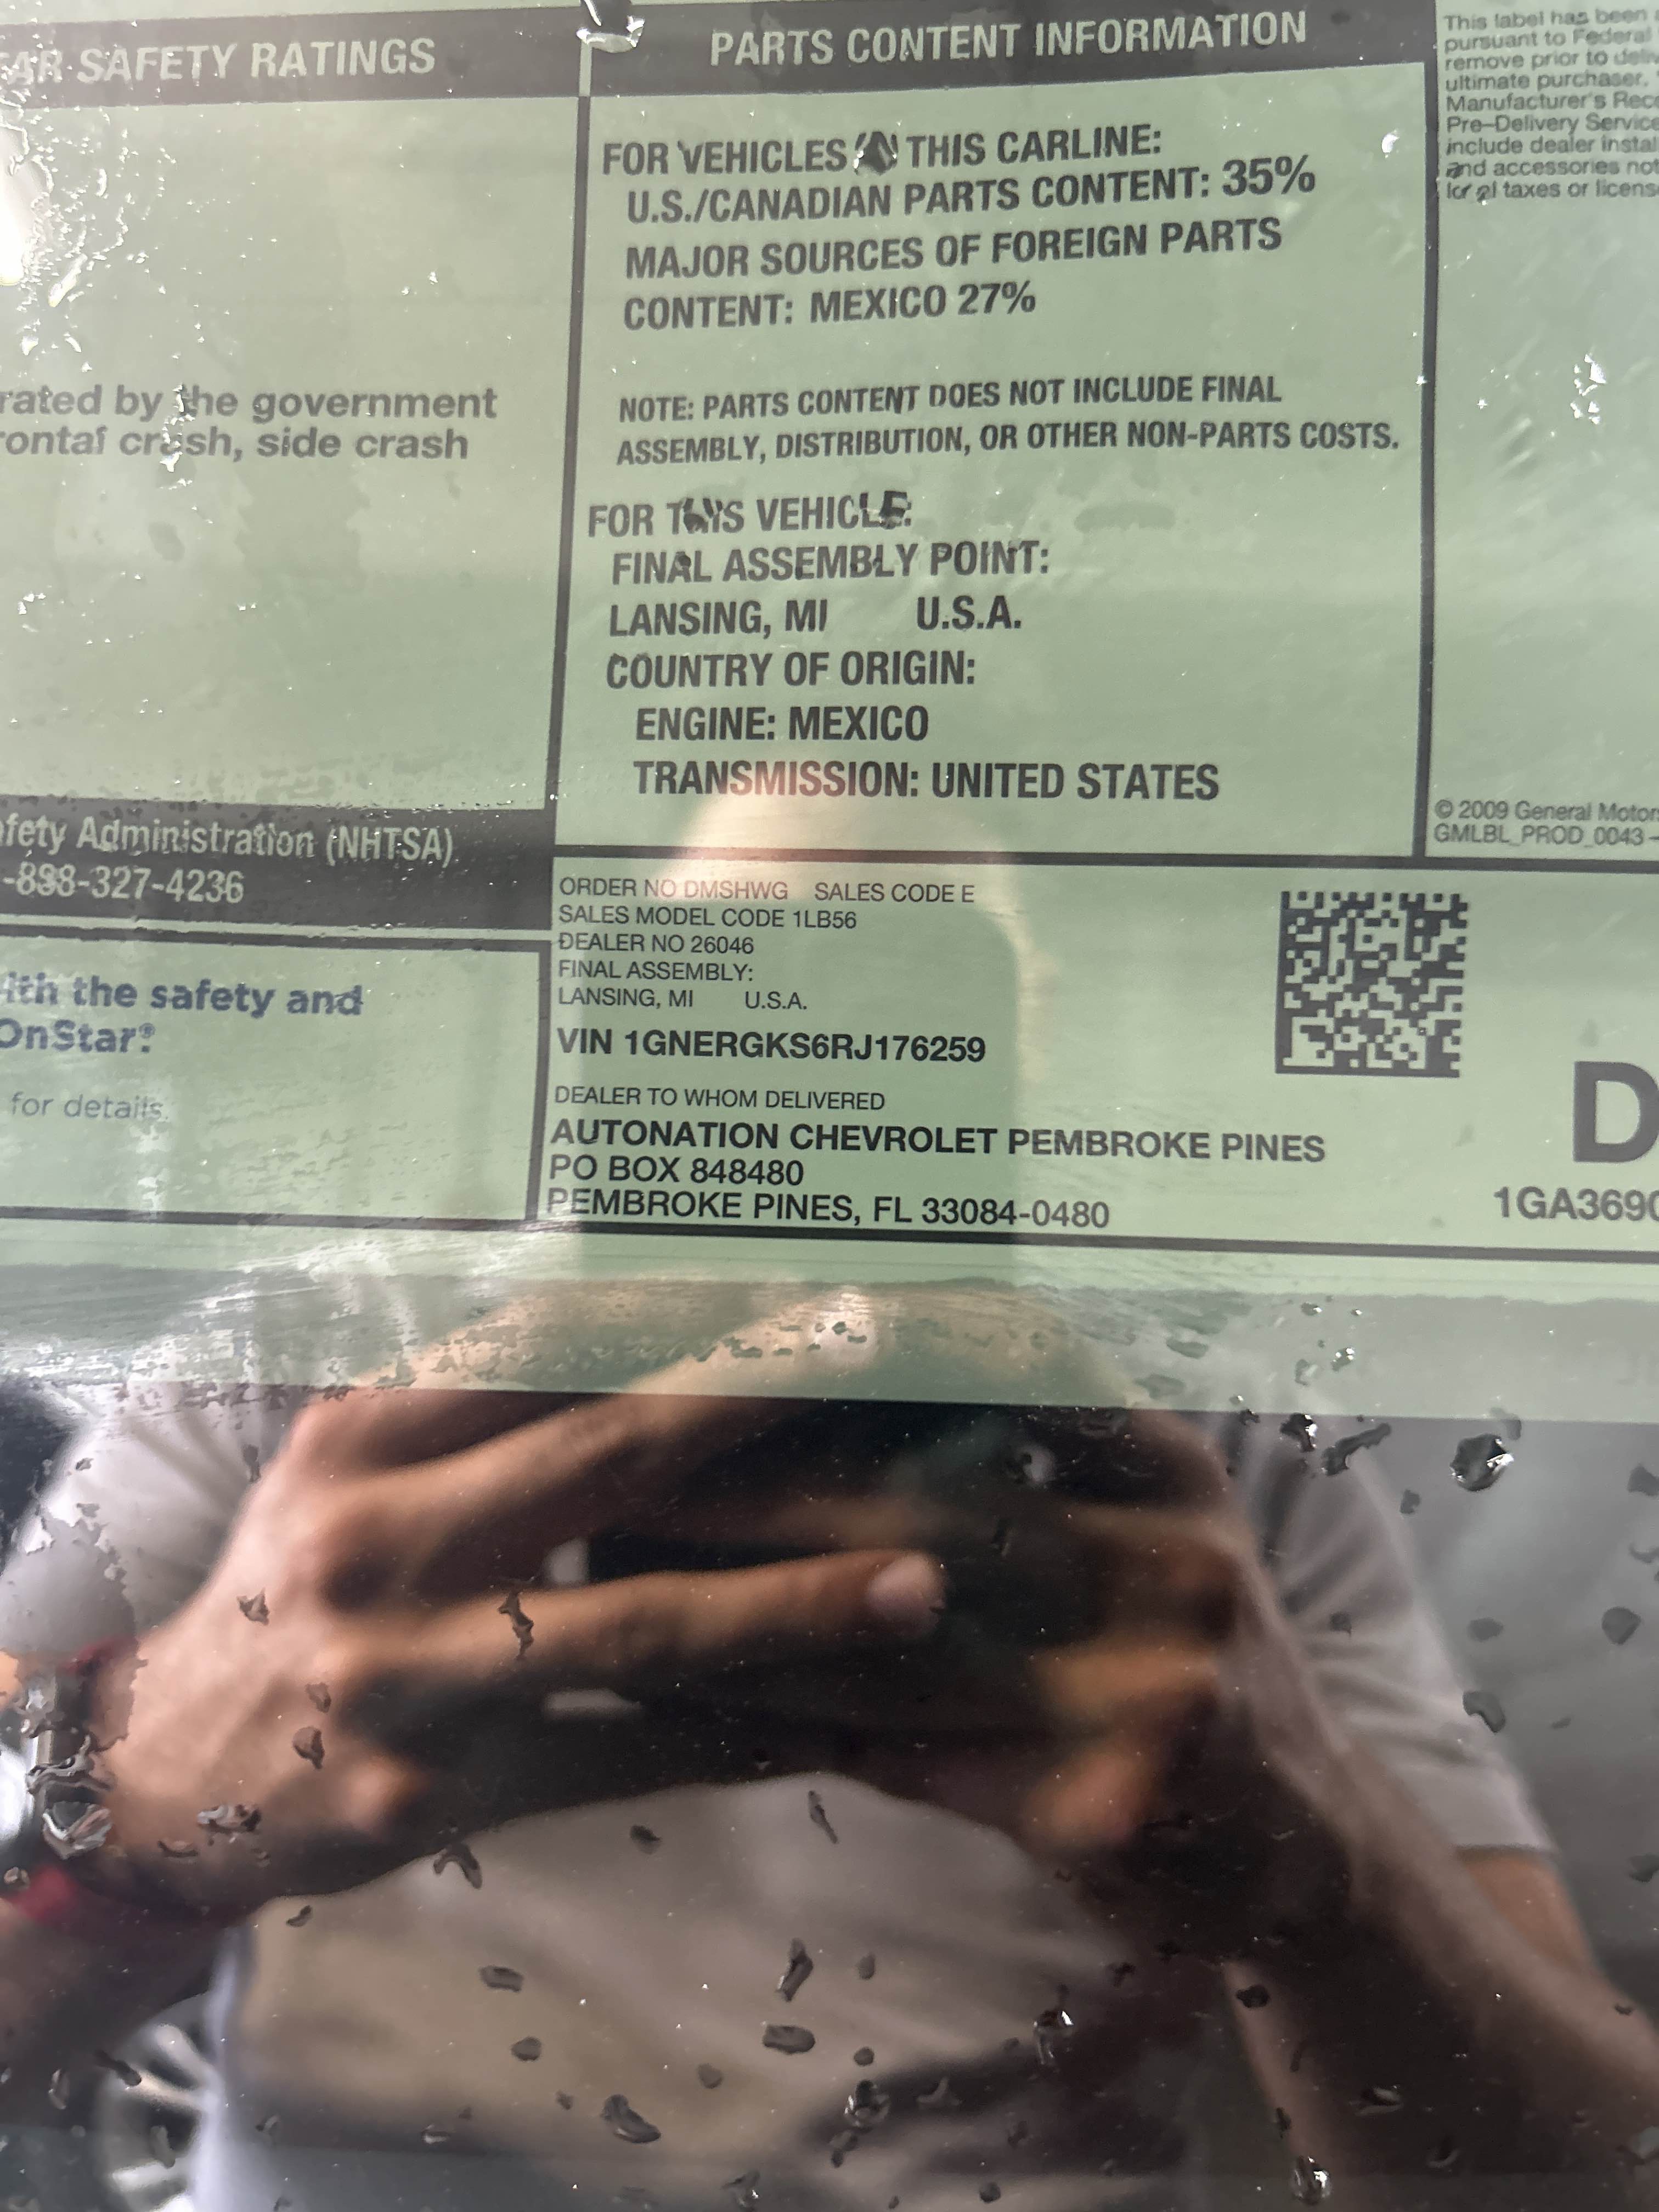 SAFETY RATINGS
rated by the government
crash, side crash
Administration (NHTSA)
-888-327-4236
the safety and
OnStar®
for details.
PARTS CONTENT INFORMATION
FOR VEHICLES IN THIS CARLINE:
U.S./CANADIAN PARTS CONTENT: 35%
MAJOR SOURCES OF FOREIGN PARTS
CONTENT: MEXICO 27%
NOTE: PARTS CONTENT DOES NOT INCLUDE FINAL
ASSEMBLY, DISTRIBUTION, OR OTHER NON-PARTS COSTS.
FOR THIS VEHICLE:
FINAL ASSEMBLY POINT:
LANSING, MI U.S.A.
COUNTRY OF ORIGIN:
ENGINE: MEXICO
TRANSMISSION: UNITED STATES
This label has been
pursuant to Federal
remove prior to
ultimate purchaser.
Manufacturer's
Pre-Delivery Service
include dealer
and accessories not
local taxes or
© 2009 General
GMLBL_PROD_0043
ORDER NO DMSHWG SALES CODE E
SALES MODEL CODE 1LB56
DEALER NO 26046
FINAL ASSEMBLY:
LANSING, MI U.S.A.
VIN 1GNERGKS6RJ176259
DEALER TO WHOM DELIVERED
AUTONATION CHEVROLET PEMBROKE PINES
PO BOX 848480
PEMBROKE PINES, FL 33084-0480
D
1GA369